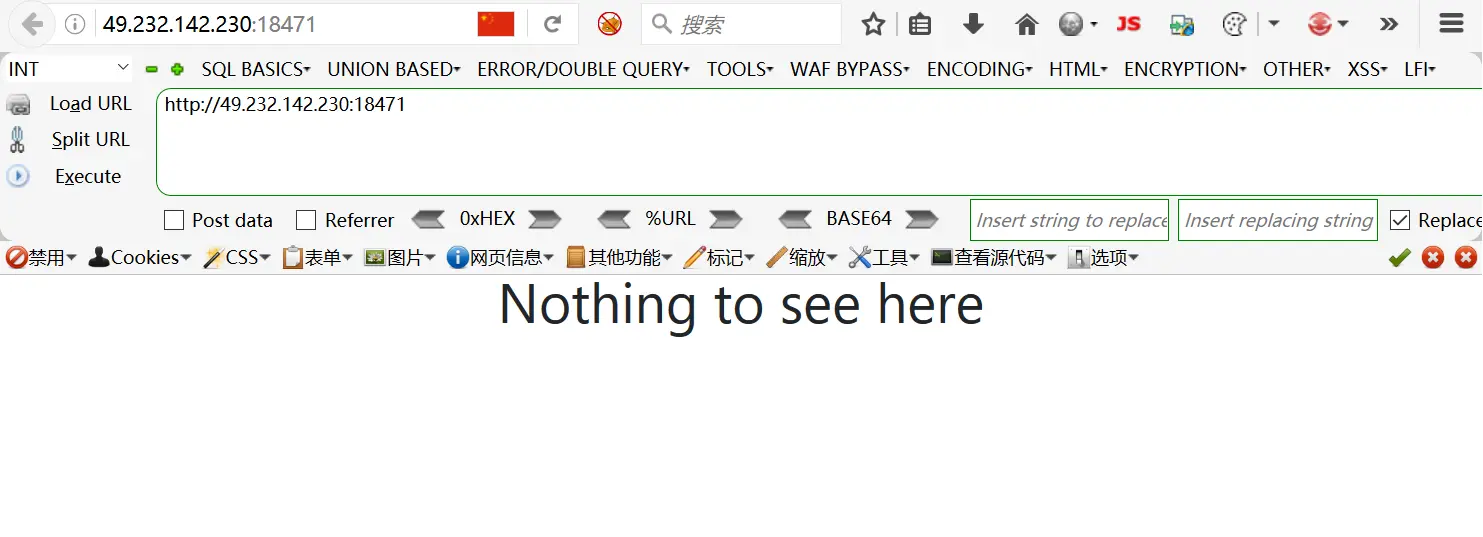 49.232.142.230:18471 搜索 JS
INT SQL BASICS UNION BASED ERROR/DOUBLE QUERY TOOLS WAF BYPASS ENCODING HTML ENCRYPTION OTHER XSS LFI
Load URL http://49.232.142.230:18471
Split URL
Execute
Post data Referrer 0xHEX %URL BASE64 Insert string to replace Insert replacing string Replace
禁用 Cookies CSS 表单 图片 网页信息 其他功能 标记 缩放 工具 查看源代码 选项
Nothing to see here